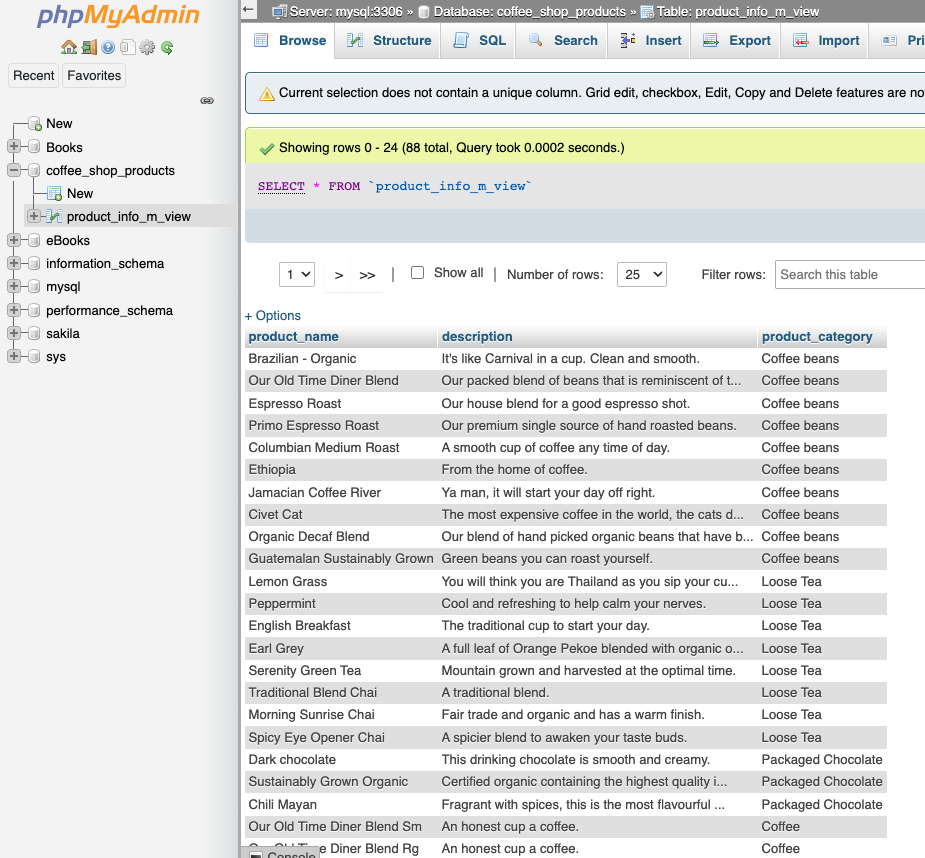 phpMyAdmin
Recent Favorites
New
Books
coffee_shop_products
New
product_info_m_view
eBooks
information_schema
mysql
performance_schema
sakila
sys
Server: mysql:3306 » Database: coffee_shop_products » Table: product_info_m_view
Browse Structure SQL Search Insert Export Import Pri
Current selection does not contain a unique column. Grid edit, checkbox, Edit, Copy and Delete features are no
Showing rows 0 - 24 (88 total, Query took 0.0002 seconds.)
SELECT * FROM `product_info_m_view`
1 > >> | Show all | Number of rows: 25 Filter rows: Search this table
+ Options
product_name description product_category
Brazilian - Organic It's like Carnival in a cup. Clean and smooth. Coffee beans
Our Old Time Diner Blend Our packed blend of beans that is reminiscent of t... Coffee beans
Espresso Roast Our house blend for a good espresso shot. Coffee beans
Primo Espresso Roast Our premium single source of hand roasted beans. Coffee beans
Columbian Medium Roast A smooth cup of coffee any time of day. Coffee beans
Ethiopia From the home of coffee. Coffee beans
Jamacian Coffee River Ya man, it will start your day off right. Coffee beans
Civet Cat The most expensive coffee in the world, the cats d... Coffee beans
Organic Decaf Blend Our blend of hand picked organic beans that have b... Coffee beans
Guatemalan Sustainably Grown Green beans you can roast yourself. Coffee beans
Lemon Grass You will think you are Thailand as you sip your cu... Loose Tea
Peppermint Cool and refreshing to help calm your nerves. Loose Tea
English Breakfast The traditional cup to start your day. Loose Tea
Earl Grey A full leaf of Orange Pekoe blended with organic o... Loose Tea
Serenity Green Tea Mountain grown and harvested at the optimal time. Loose Tea
Traditional Blend Chai A traditional blend. Loose Tea
Morning Sunrise Chai Fair trade and organic and has a warm finish. Loose Tea
Spicy Eye Opener Chai A spicier blend to awaken your taste buds. Loose Tea
Dark chocolate This drinking chocolate is smooth and creamy. Packaged Chocolate
Sustainably Grown Organic Certified organic containing the highest quality i... Packaged Chocolate
Chili Mayan Fragrant with spices, this is the most flavourful ... Packaged Chocolate
Our Old Time Diner Blend Sm An honest cup a coffee. Coffee
Our Old Time Diner Blend Rg An honest cup a coffee. Coffee
Console